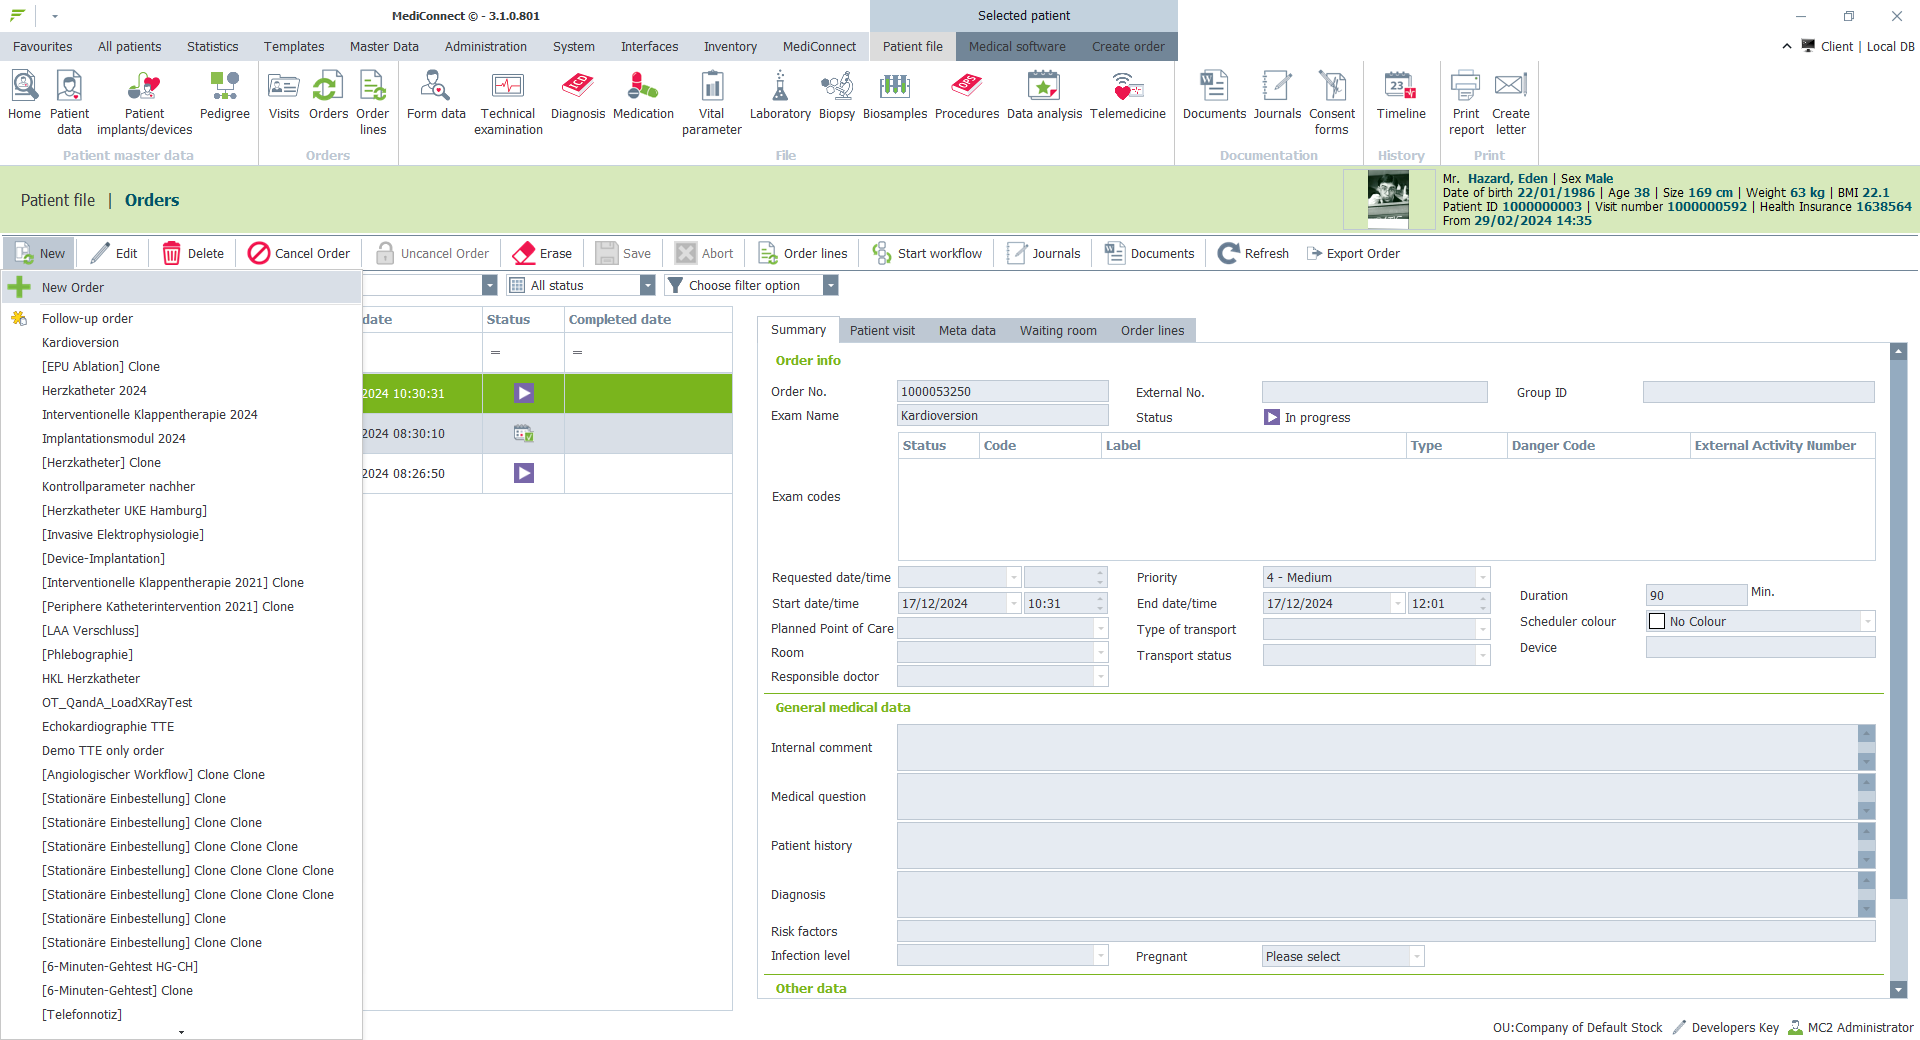 MediConnect © - 3.1.0.801
Selected patient
Favourites
All patients
Statistics
Templates
Master Data
Administration
System
Interfaces
Inventory
MediConnect
Patient file
Medical software
Create order
Client | Local DB
Home
Patient data
Patient implants/devices
Pedigree
Visits
Orders
Order lines
Form data
Technical examination
Diagnosis
Medication
Vital parameter
Laboratory
Biopsy
Biosamples
Procedures
Data analysis
Telemedicine
Documents
Journals
Consent forms
Timeline
Print report
Create letter
Patient master data
Orders
File
Documentation
History
Print
Patient file | Orders
Mr. Hazard, Eden | Sex Male
Date of birth 22/01/1986 | Age 38 | Size 169 cm | Weight 63 kg | BMI 22.1
Patient ID 1000000003 | Visit number 1000000592 | Health Insurance 1638564
From 29/02/2024 14:35
New
Edit
Delete
Cancel Order
Uncancel Order
Erase
Save
Abort
Order lines
Start workflow
Journals
Documents
Refresh
Export Order
New Order
Follow-up order
Kardioversion
[EPU Ablation] Clone
Herzkatheter 2024
Interventionelle Klappentherapie 2024
Implantationsmodul 2024
[Herzkatheter] Clone
Kontrollparameter nachher
[Herzkatheter UKE Hamburg]
[Invasive Elektrophysiologie]
[Device-Implantation]
[Interventionelle Klappentherapie 2021] Clone
[Periphere Katheterintervention 2021] Clone
[LAA Verschluss]
[Phlebographie]
HKL Herzkatheter
OT_QandA_LoadXRayTest
Echokardiographie TTE
Demo TTE only order
[Angiologischer Workflow] Clone Clone
[Stationäre Einbestellung] Clone
[Stationäre Einbestellung] Clone Clone
[Stationäre Einbestellung] Clone Clone Clone
[Stationäre Einbestellung] Clone Clone Clone Clone
[Stationäre Einbestellung] Clone Clone Clone Clone
[Stationäre Einbestellung] Clone
[Stationäre Einbestellung] Clone Clone
[6-Minuten-Gehtest HG-CH]
[6-Minuten-Gehtest] Clone
[Telefonnotiz]
All status
Choose filter option
date
Status
Completed date
=
=
2024 10:30:31
2024 08:30:10
2024 08:26:50
Summary
Patient visit
Meta data
Waiting room
Order lines
Order info
Order No.
1000053250
External No.
Group ID
Exam Name
Kardioversion
Status
In progress
Status
Code
Label
Type
Danger Code
External Activity Number
Exam codes
Requested date/time
Priority
4 - Medium
Start date/time
17/12/2024
10:31
End date/time
17/12/2024
12:01
Duration
90
Min.
Planned Point of Care
Type of transport
Scheduler colour
No Colour
Room
Transport status
Device
Responsible doctor
General medical data
Internal comment
Medical question
Patient history
Diagnosis
Risk factors
Infection level
Pregnant
Please select
Other data
OU:Company of Default Stock
Developers Key
MC2 Administrator